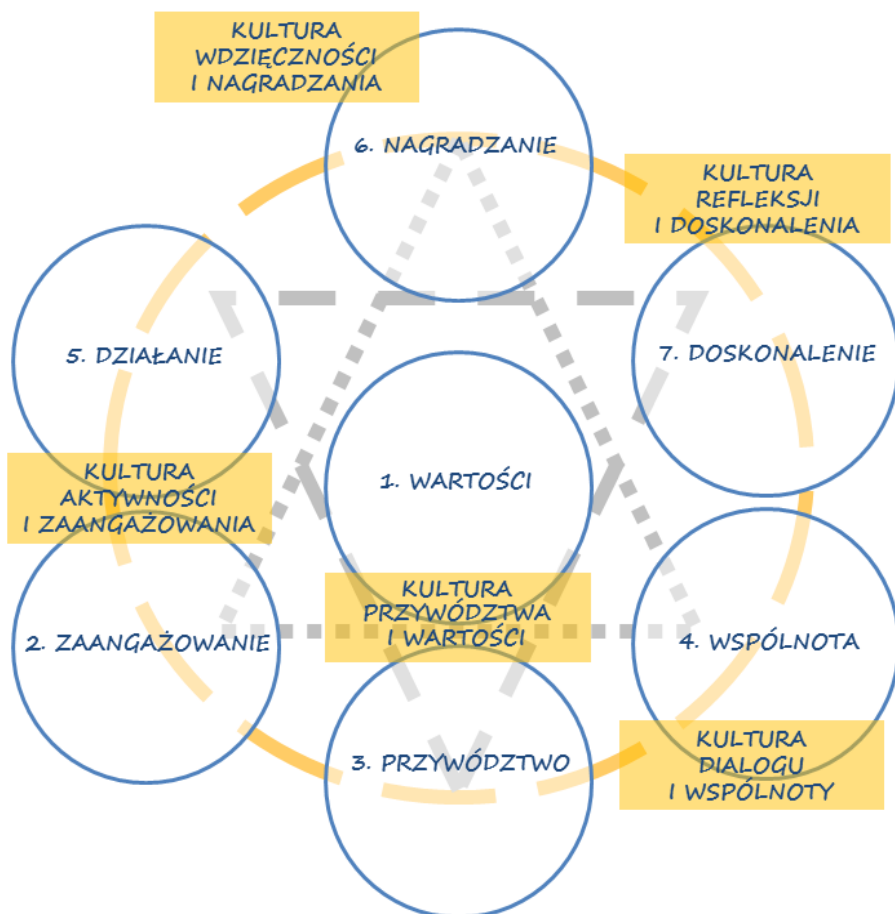 KULTURA
WDZIĘCZNOŚCI
I NAGRADZANIA
6. NAGRADZANIE
KULTURA
REFLEKSJI
I DOSKONALENIA
5. DZIAŁANIE
7. DOSKONALENIE
KULTURA
AKTYWNOŚCI
I ZAANGAŻOWANIA
1. WARTOŚCI
KULTURA
PRZYWÓDZTWA
I WARTOŚCI
2. ZAANGAŻOWANIE
4. WSPÓLNOTA
3. PRZYWÓDZTWO
KULTURA
DIALOGU
I WSPÓLNOTY